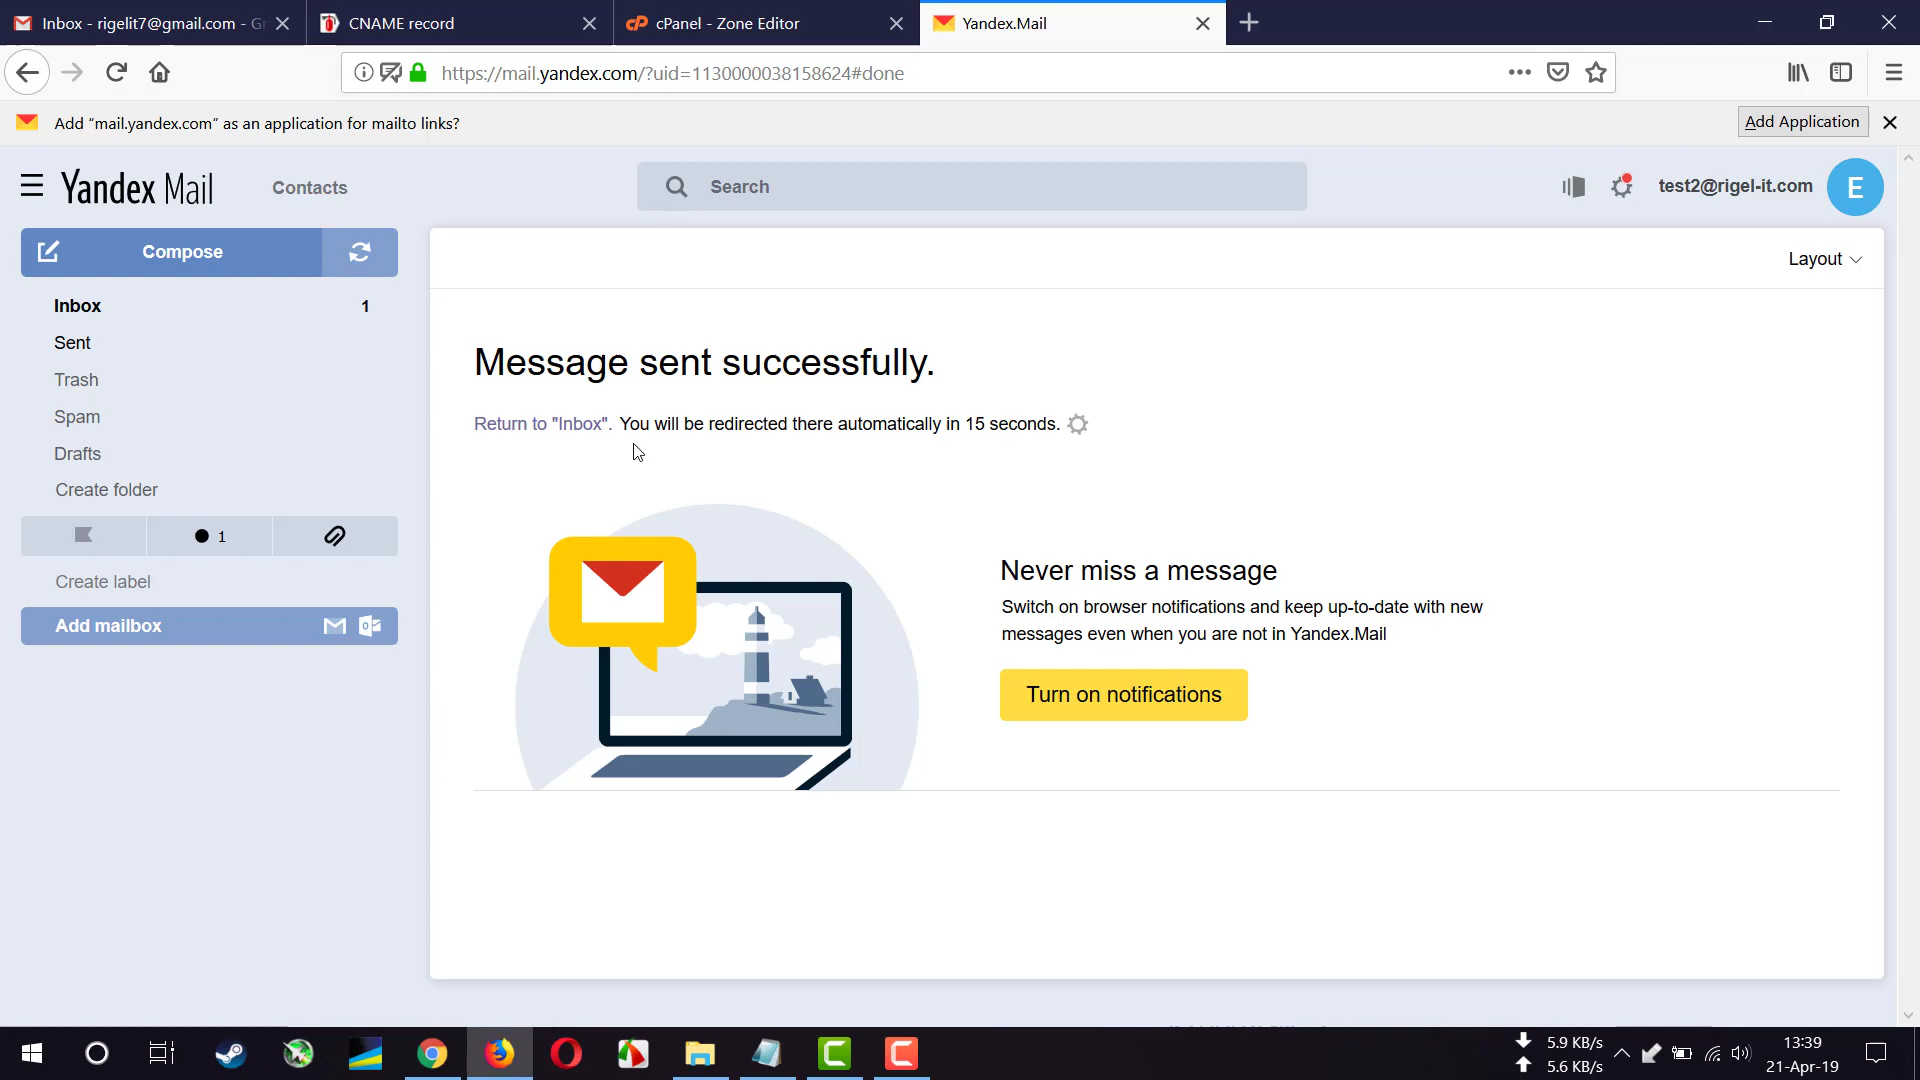 Inbox - rigelit7@gmail.com - G
CNAME record
cPanel - Zone Editor
Yandex.Mail
https://mail.yandex.com/?uid=1130000038158624#done
Add “mail.yandex.com” as an application for mailto links?
Add Application
Yandex Mail
Contacts
Search
test2@rigel-it.com
E
Compose
Layout
Inbox 1
Sent
Trash
Spam
Drafts
Create folder
1
Create label
Add mailbox
Message sent successfully.
Return to "Inbox". You will be redirected there automatically in 15 seconds.
Never miss a message
Switch on browser notifications and keep up-to-date with new
messages even when you are not in Yandex.Mail
Turn on notifications
5.9 KB/s
5.6 KB/s
13:39
21-Apr-19